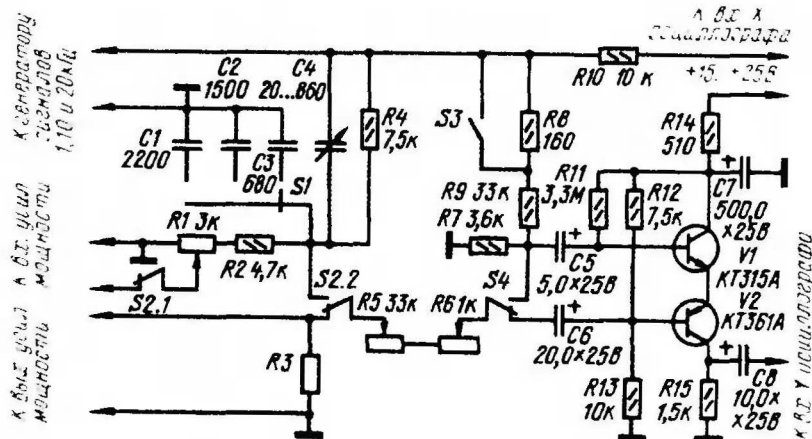 К генератору сигналов 1,10 и 20кГц
К вх. усил. мощности
К вых. усил. мощности
К вх. X осциллографа
+15...+25В
К вх. Y осциллографа
C1
2200
C2
1500
C3
680
C4
20...860
R4
7,5к
S3
R8
160
R10 10к
R14
510
S1
R1 3к
R2 4,7к
R9 33к
R7 3,6к
R11
3,3М
R12
7,5к
C7
500,0
×25В
V1
КТ315А
V2
КТ361А
S2.1
S2.2
R5 33к
S4
R6 1К
C5
5,0×25В
C6
20,0×25В
R3
R13
10к
R15
1,5к
C8
10,0×
×25В